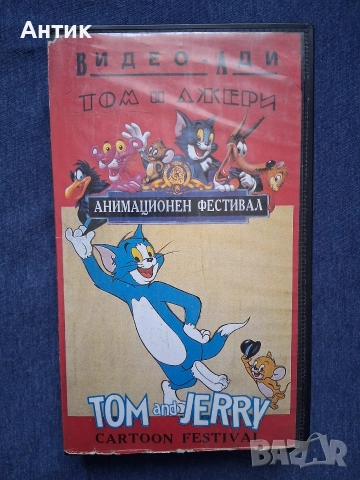 Антик
ВИДЕО-АДИ
ТОМ и ДЖЕРИ
АНИМАЦИОНЕН ФЕСТИВАЛ
TOM and JERRY
CARTOON FESTIVAL
BAZAR